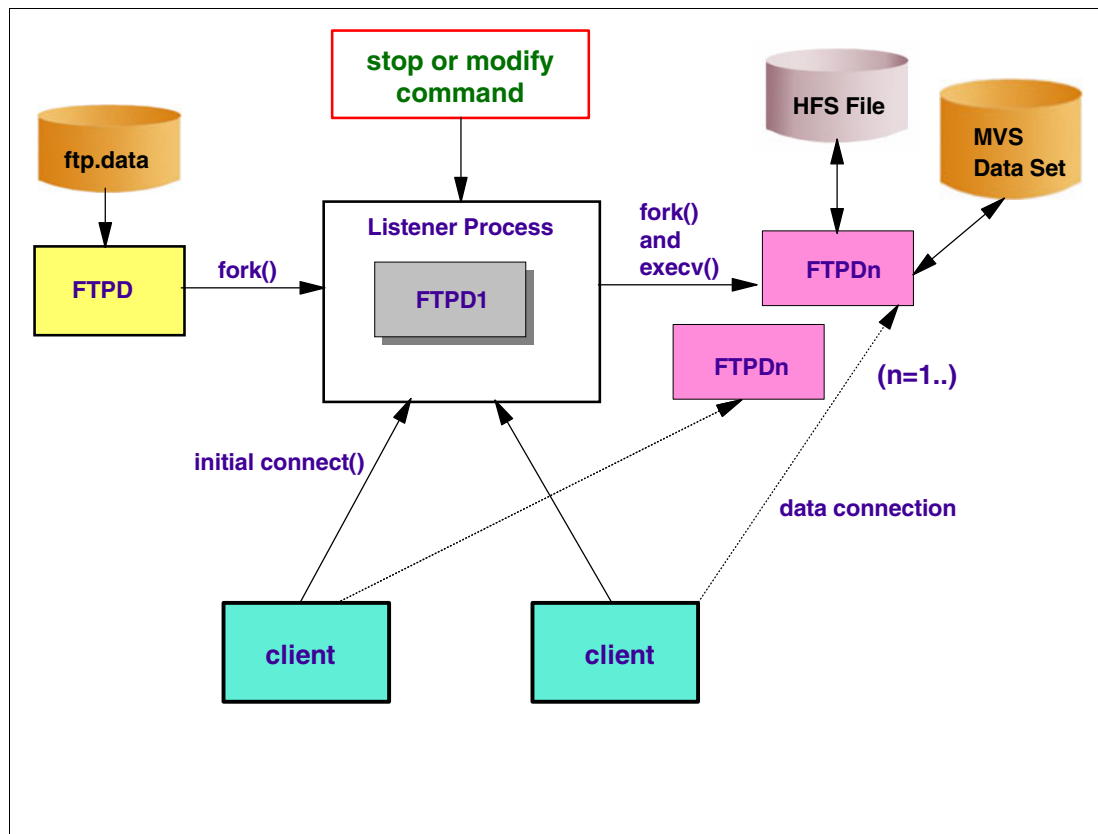 stop or modify
command
HFS File
MVS
Data Set
ftp.data
Listener Process
fork()
and
execv()
FTPD
fork()
FTPD1
FTPDn
FTPDn
(n=1..)
initial connect()
data connection
client
client